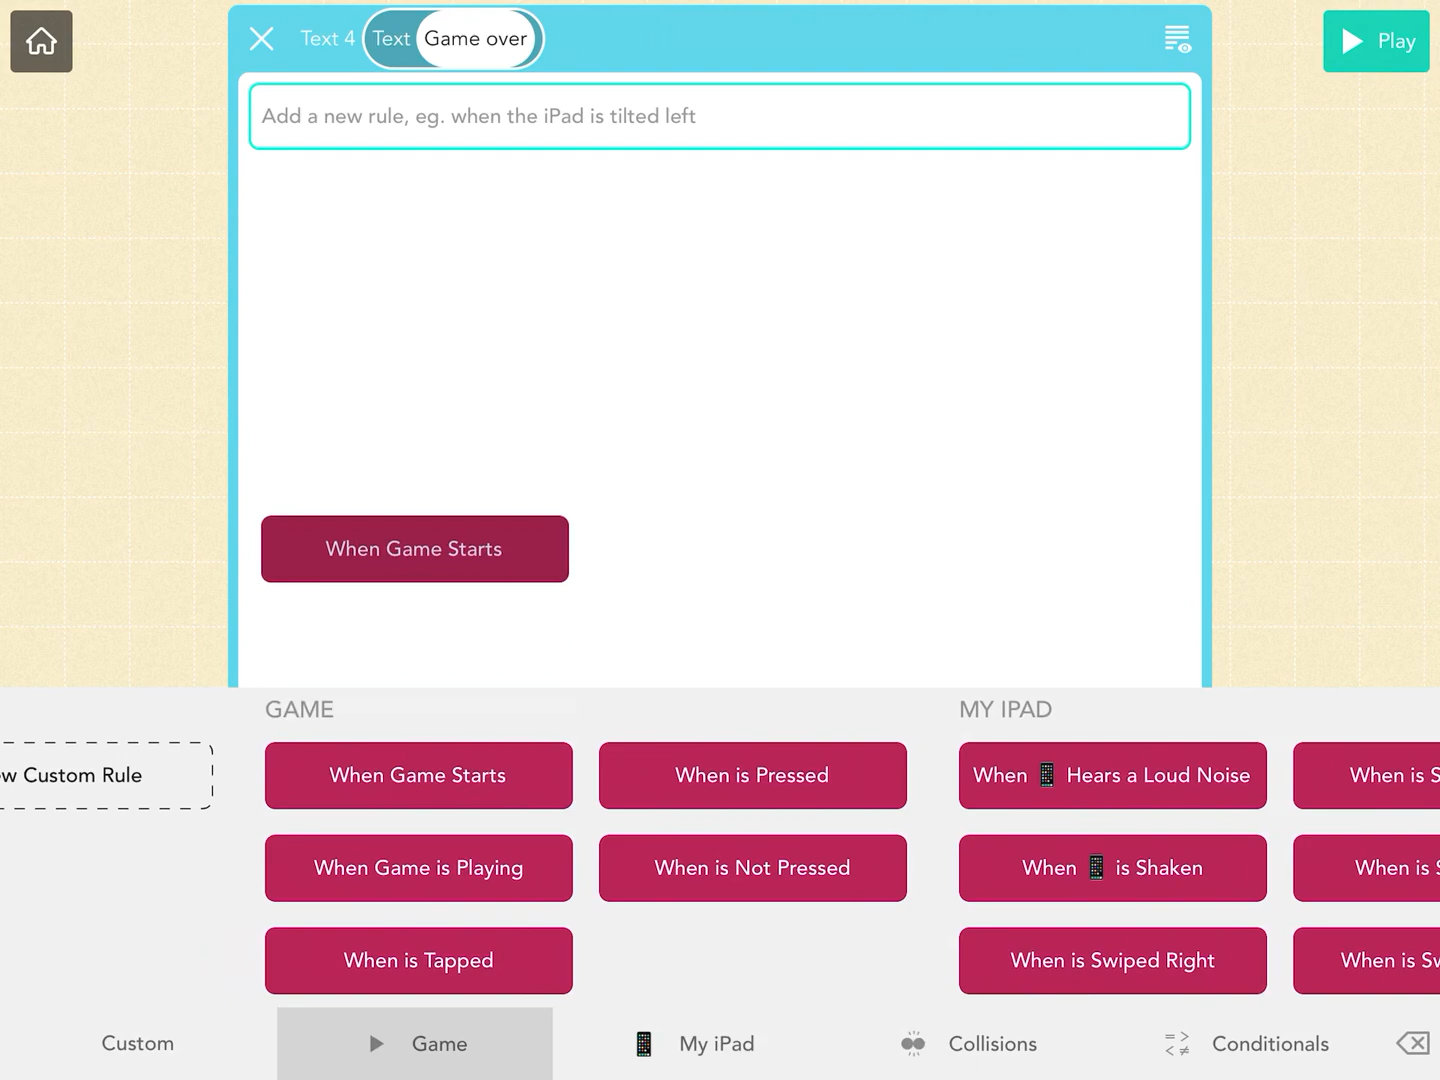 Text 4 Text Game over
Play
Add a new rule, eg. when the iPad is tilted left
When Game Starts
GAME
MY IPAD
w Custom Rule
When Game Starts
When is Pressed
When 📱 Hears a Loud Noise
When is S
When Game is Playing
When is Not Pressed
When 📱 is Shaken
When is S
When is Tapped
When is Swiped Right
When is Sw
Custom
Game
My iPad
Collisions
Conditionals